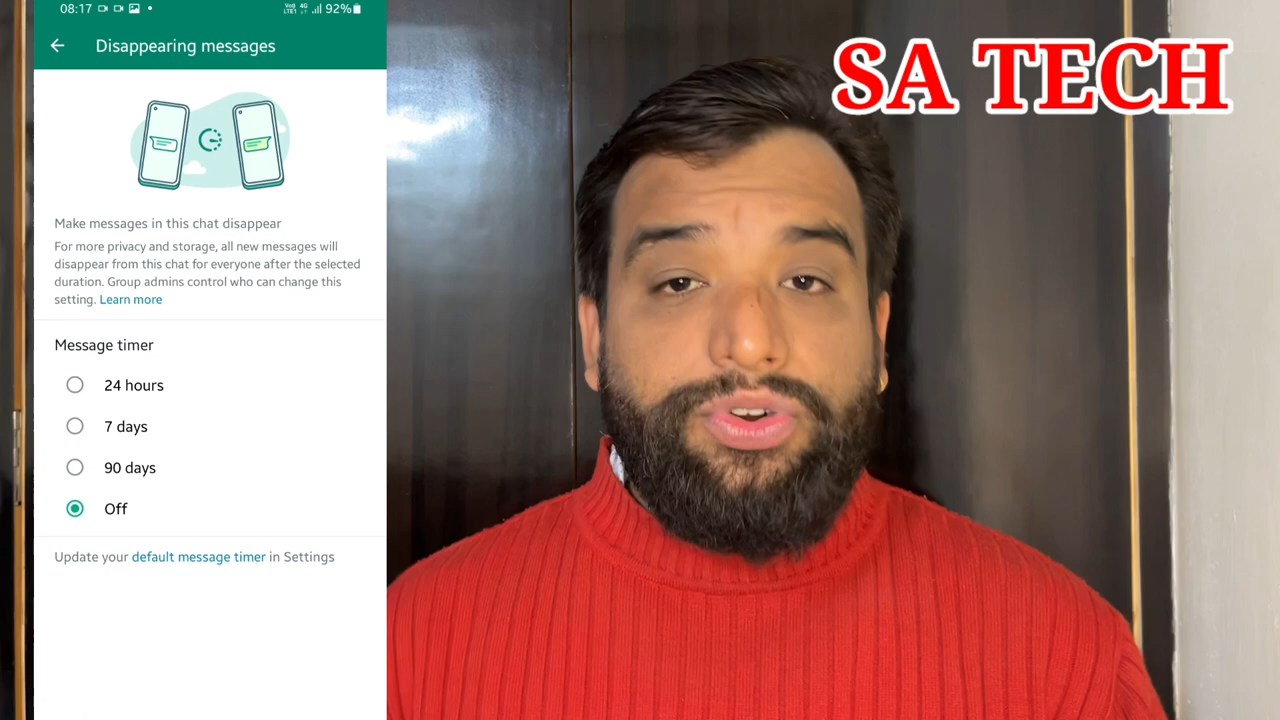 08:17
Vo) 4G
LTE1 92%
Disappearing messages
SA TECH
Make messages in this chat disappear
For more privacy and storage, all new messages will
disappear from this chat for everyone after the selected
duration. Group admins control who can change this
setting. Learn more
Message timer
24 hours
7 days
90 days
Off
Update your default message timer in Settings